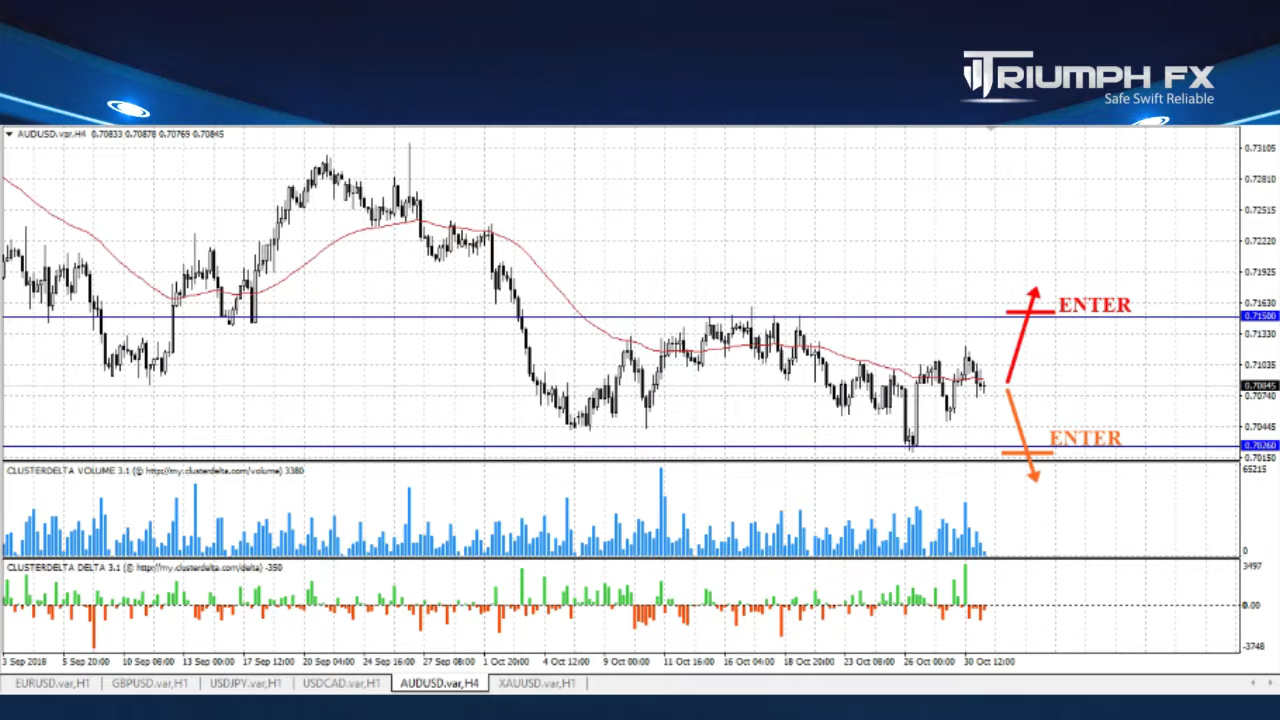 TRIUMPH FX
Safe Swift Reliable
AUDUSD.var,H4 0.70833 0.70878 0.70769 0.70845
0.73105
0.72810
0.72515
0.72220
0.71925
0.71630
0.71500
0.71330
0.71035
0.70845
0.70740
0.70445
0.70260
0.70150
ENTER
ENTER
CLUSTERDELTA VOLUME 3.1 (@ http://my.clusterdelta.com/volume) 3380
65215
0
CLUSTERDELTA DELTA 3.1 (@ http://my.clusterdelta.com/delta) -350
3497
0.00
-3748
3 Sep 2018 5 Sep 20:00 10 Sep 08:00 13 Sep 00:00 17 Sep 12:00 20 Sep 04:00 24 Sep 16:00 27 Sep 08:00 1 Oct 20:00 4 Oct 12:00 9 Oct 00:00 11 Oct 16:00 16 Oct 04:00 18 Oct 20:00 23 Oct 08:00 26 Oct 00:00 30 Oct 12:00
EURUSD.var,H1 GBPUSD.var,H1 USDJPY.var,H1 USDCAD.var,H1 AUDUSD.var,H4 XAUUSD.var,H1